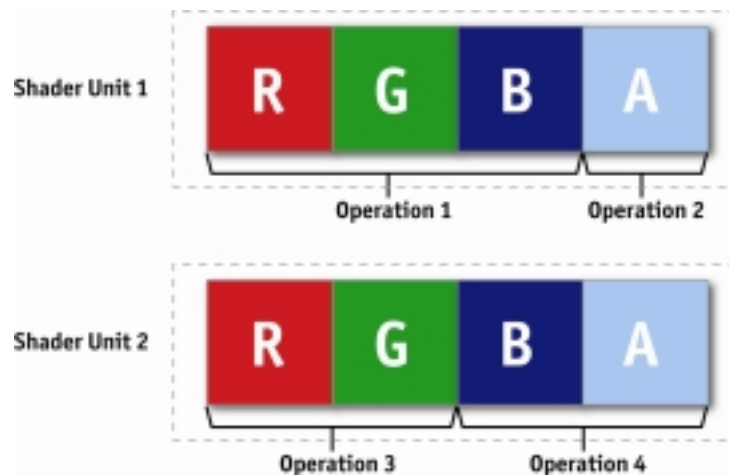 Shader Unit 1
R G B A
Operation 1 Operation 2
Shader Unit 2
R G B A
Operation 3 Operation 4